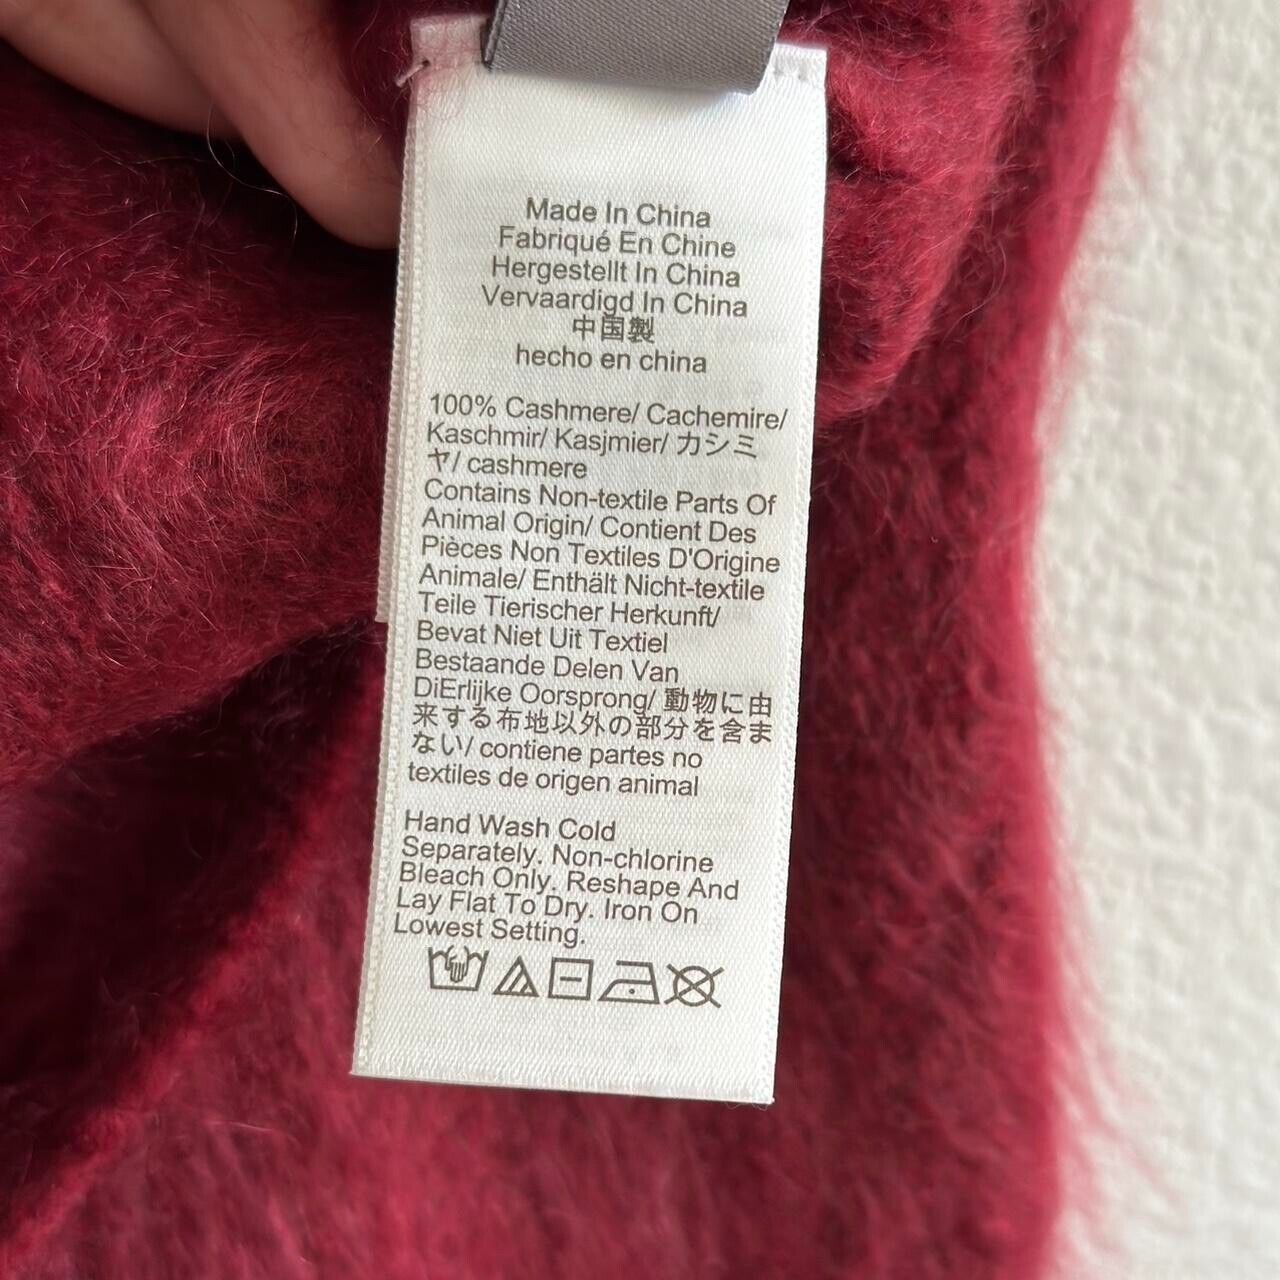 Made In China
Fabriqué En Chine
Hergestellt In China
Vervaardigd In China
中国製
hecho en china
100% Cashmere/ Cachemire/
Kaschmir/ Kasjmier/ カシミ
ヤ/ cashmere
Contains Non-textile Parts Of
Animal Origin/ Contient Des
Pièces Non Textiles D'Origine
Animale/ Enthält Nicht-textile
Teile Tierischer Herkunft/
Bevat Niet Uit Textiel
Bestaande Delen Van
DiErlijke Oorsprong/ 動物に由
来する布地以外の部分を含ま
ない/ contiene partes no
textiles de origen animal
Hand Wash Cold
Separately. Non-chlorine
Bleach Only. Reshape And
Lay Flat To Dry. Iron On
Lowest Setting.